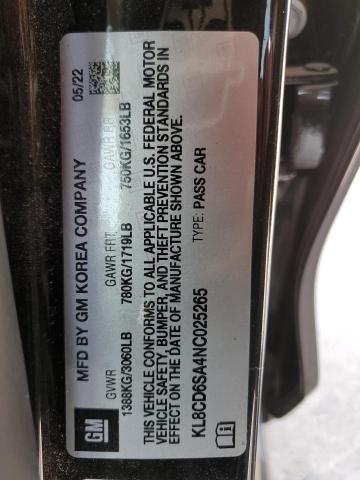 MFD BY GM KOREA COMPANY 05/22
GVWR GAWR FRT GAWR RR
1388KG/3060LB 780KG/1719LB 750KG/1653LB
THIS VEHICLE CONFORMS TO ALL APPLICABLE U.S. FEDERAL MOTOR
VEHICLE SAFETY, BUMPER, AND THEFT PREVENTION STANDARDS IN
EFFECT ON THE DATE OF MANUFACTURE SHOWN ABOVE.
KL8CD6SA4NC025265 TYPE: PASS CAR
GM